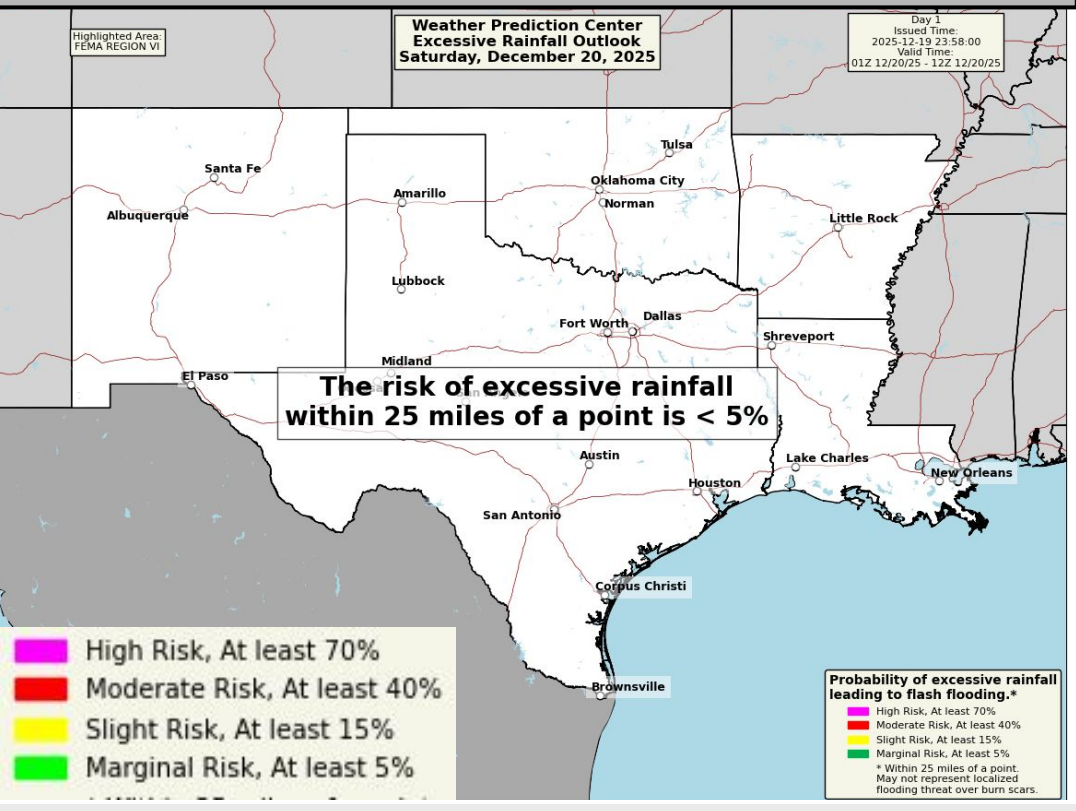 Highlighted Area:
FEMA REGION VI
Weather Prediction Center
Excessive Rainfall Outlook
Saturday, December 20, 2025
Day 1
Issued Time:
2025-12-19 23:58:00
Valid Time:
01Z 12/20/25 - 12Z 12/20/25
Tulsa
Santa Fe
Oklahoma City
Amarillo
Norman
Albuquerque
Little Rock
Lubbock
Dallas
Fort Worth
Shreveport
Midland
El Paso
The risk of excessive rainfall
within 25 miles of a point is < 5%
Austin
Lake Charles
New Orleans
Houston
San Antonio
Corpus Christi
Brownsville
High Risk, At least 70%
Moderate Risk, At least 40%
Slight Risk, At least 15%
Marginal Risk, At least 5%
Probability of excessive rainfall
leading to flash flooding.*
High Risk, At least 70%
Moderate Risk, At least 40%
Slight Risk, At least 15%
Marginal Risk, At least 5%
* Within 25 miles of a point.
May not represent localized
flooding threat over burn scars.